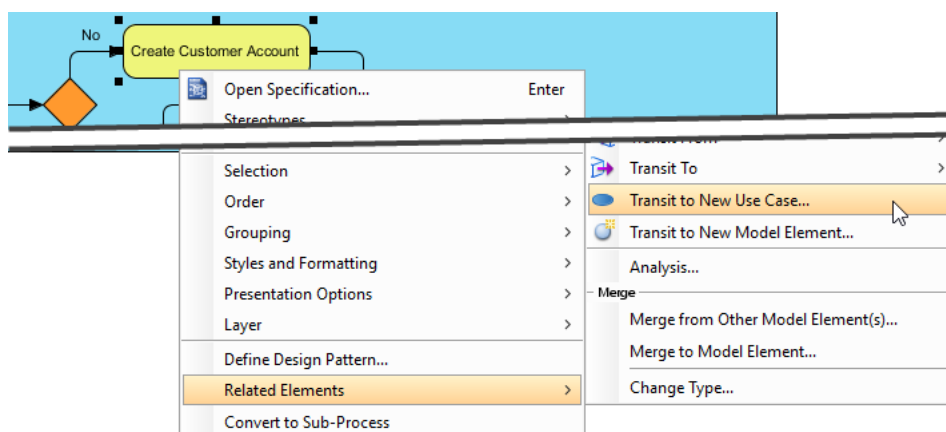 No
Create Customer Account
Open Specification... Enter
Stereotypes
Selection
Order
Grouping
Styles and Formatting
Presentation Options
Layer
Define Design Pattern...
Related Elements
Convert to Sub-Process
Transit From
Transit To
Transit to New Use Case...
Transit to New Model Element...
Analysis...
Merge
Merge from Other Model Element(s)...
Merge to Model Element...
Change Type...